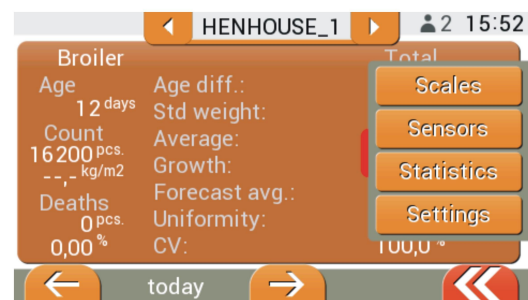 HENHOUSE_1 2 15:52
Broiler Total
Age
12 days
Count
16200 pcs.
--,- kg/m2
Deaths
0 pcs.
0,00 %
Age diff.:
Std weight:
Average:
Growth:
Forecast avg.:
Uniformity:
CV:
100,0 %
Scales
Sensors
Statistics
Settings
today